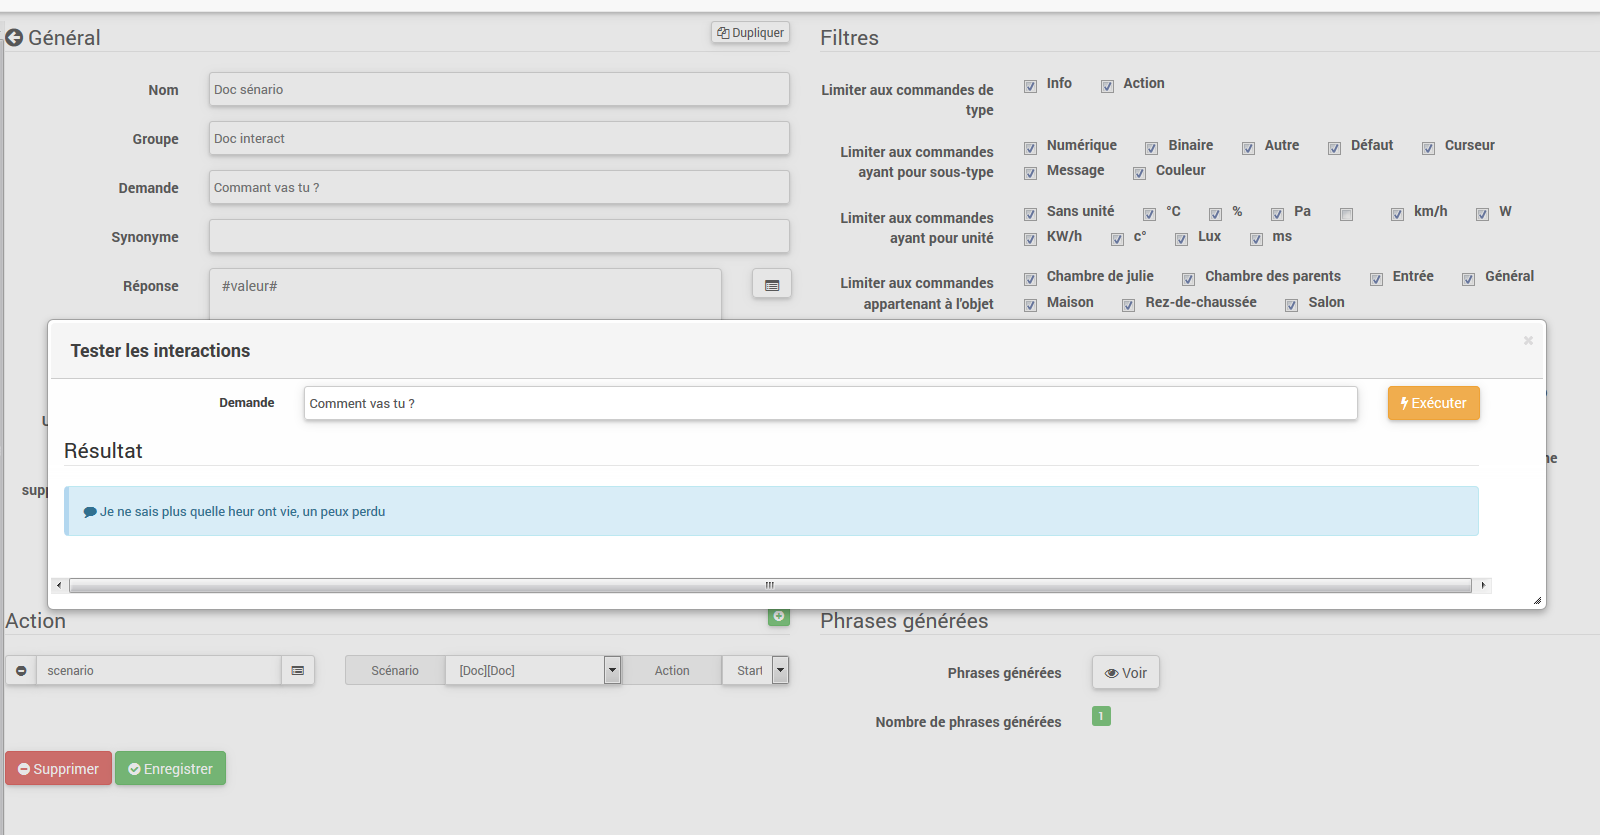 Général
Dupliquer
Nom
Doc sénario
Groupe
Doc interact
Demande
Commant vas tu ?
Synonyme
Réponse
#valeur#
Filtres
Limiter aux commandes de
type
Info Action
Limiter aux commandes
ayant pour sous-type
Numérique Binaire Autre Défaut Curseur
Message Couleur
Limiter aux commandes
ayant pour unité
Sans unité °C % Pa km/h W
KW/h c° Lux ms
Limiter aux commandes
appartenant à l'objet
Chambre de julie Chambre des parents Entrée Général
Maison Rez-de-chaussée Salon
Tester les interactions
Demande
Comment vas tu ?
Exécuter
Résultat
Je ne sais plus quelle heur ont vie, un peux perdu
Action
scenario
Scénario
[Doc][Doc]
Action
Start
Supprimer
Enregistrer
Phrases générées
Phrases générées
Voir
Nombre de phrases générées
1